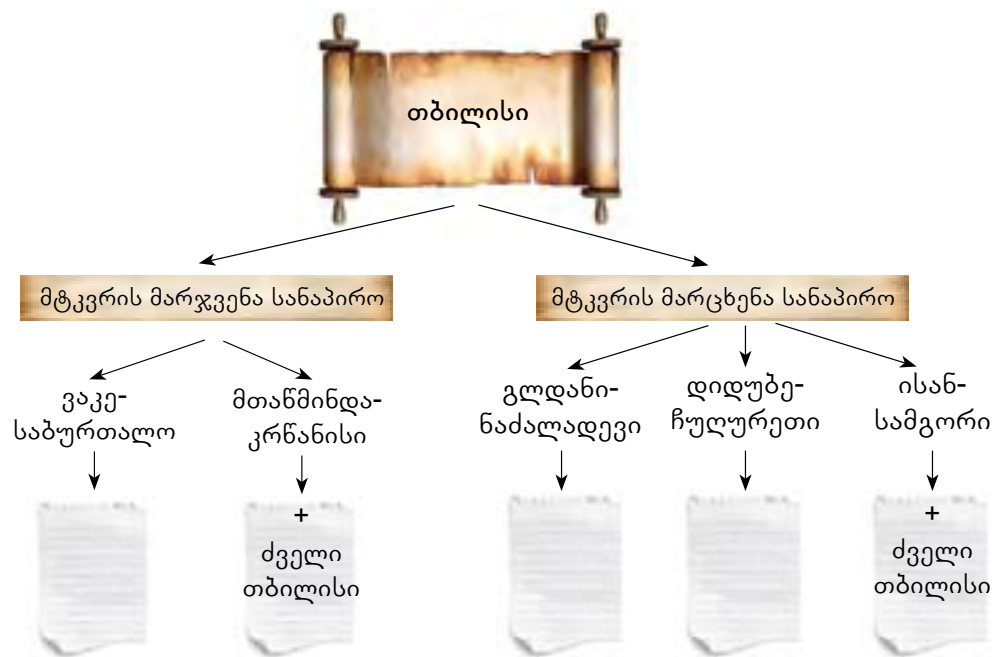 თბილისი
მტკვრის მარჯვენა სანაპირო
მტკვრის მარცხენა სანაპირო
ვაკე-
საბურთალო
მთაწმინდა-
კრწანისი
გლდანი-
ნაძალადევი
დიდუბე-
ჩუღურეთი
ისან-
სამგორი
+
ძველი
თბილისი
+
ძველი
თბილისი